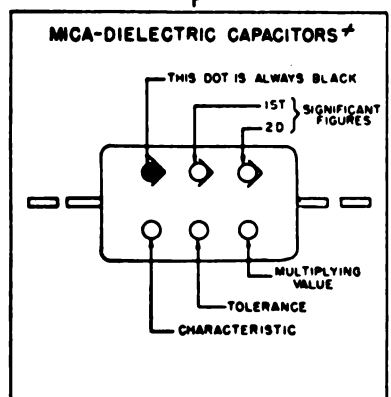 MICA-DIELECTRIC CAPACITORS≠
THIS DOT IS ALWAYS BLACK
1ST
2D
SIGNIFICANT
FIGURES
MULTIPLYING
VALUE
TOLERANCE
CHARACTERISTIC